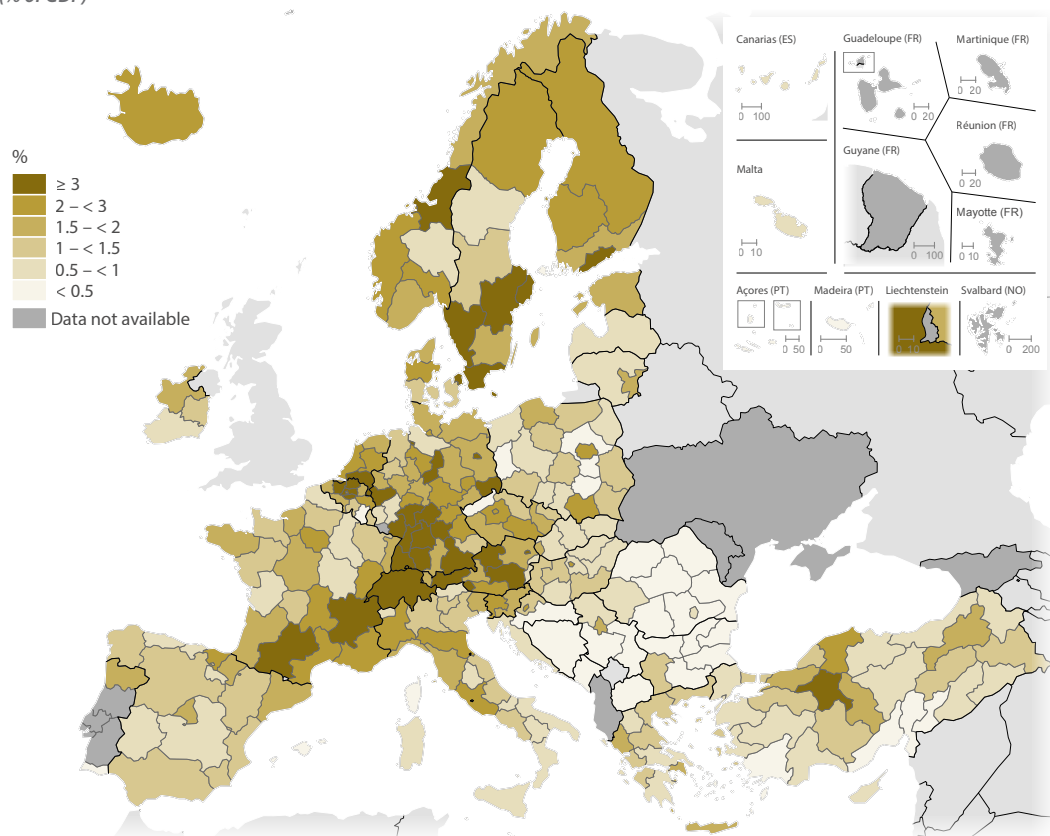 (% of GDP)
%
≥ 3
2 – < 3
1.5 – < 2
1 – < 1.5
0.5 – < 1
< 0.5
Data not available
Canarias (ES)
0 100
Guadeloupe (FR)
0 20
Martinique (FR)
0 20
Malta
0 10
Guyane (FR)
0 100
Réunion (FR)
0 20
Mayotte (FR)
0 10
Açores (PT)
0 50
Madeira (PT)
0 50
Liechtenstein
0 10
Svalbard (NO)
0 200